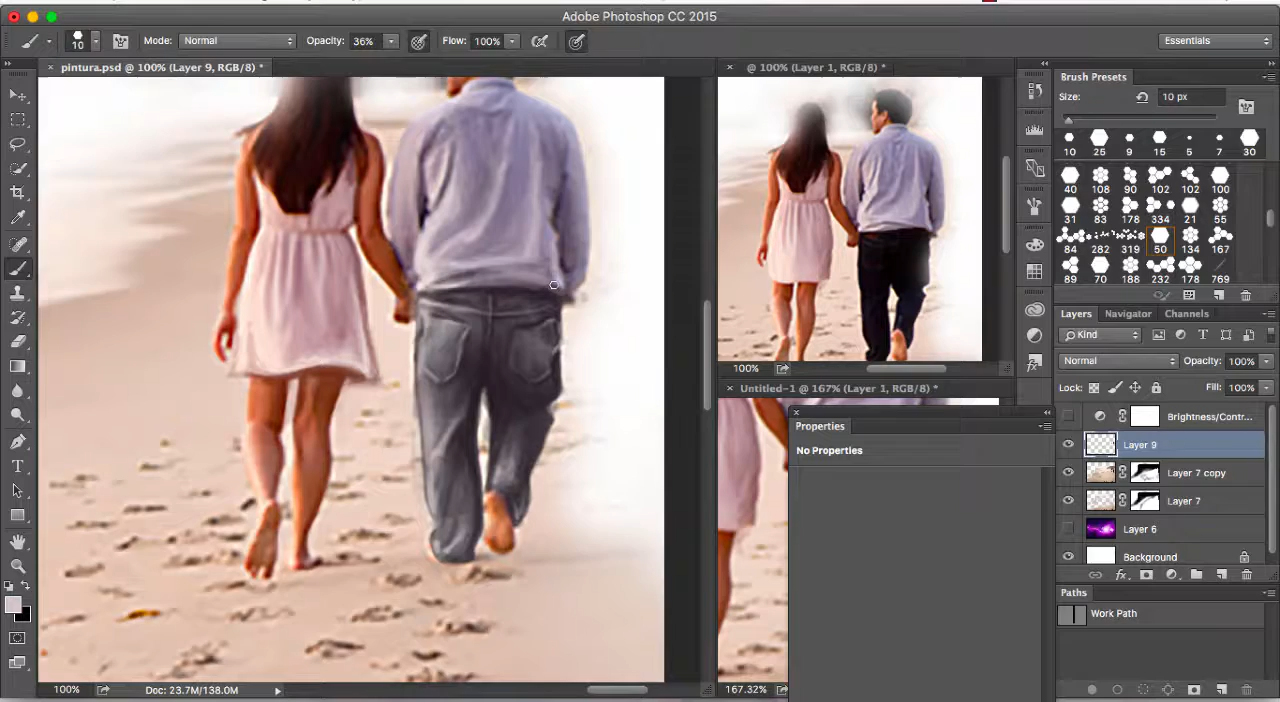 Adobe Photoshop CC 2015
10 Mode: Normal Opacity: 36% Flow: 100% Essentials
× pintura.psd @ 100% (Layer 9, RGB/8) *
× @ 100% (Layer 1, RGB/8) *
Brush Presets
Size: 10 px
10 25 9 15 5 7 30
40 108 90 102 102 100
31 83 178 334 21 55
84 282 319 50 134 167
89 70 178 232 178 769
Layers Navigator Channels
Kind
Normal Opacity: 100%
Lock: Fill: 100%
Brightness/Contr...
Layer 9
Layer 7 copy
Layer 7
Layer 6
Background
fx
Paths
Work Path
100%
× Untitled-1 @ 167% (Layer 1, RGB/8) *
Properties
No Properties
100% Doc: 23.7M/138.0M
167.32%